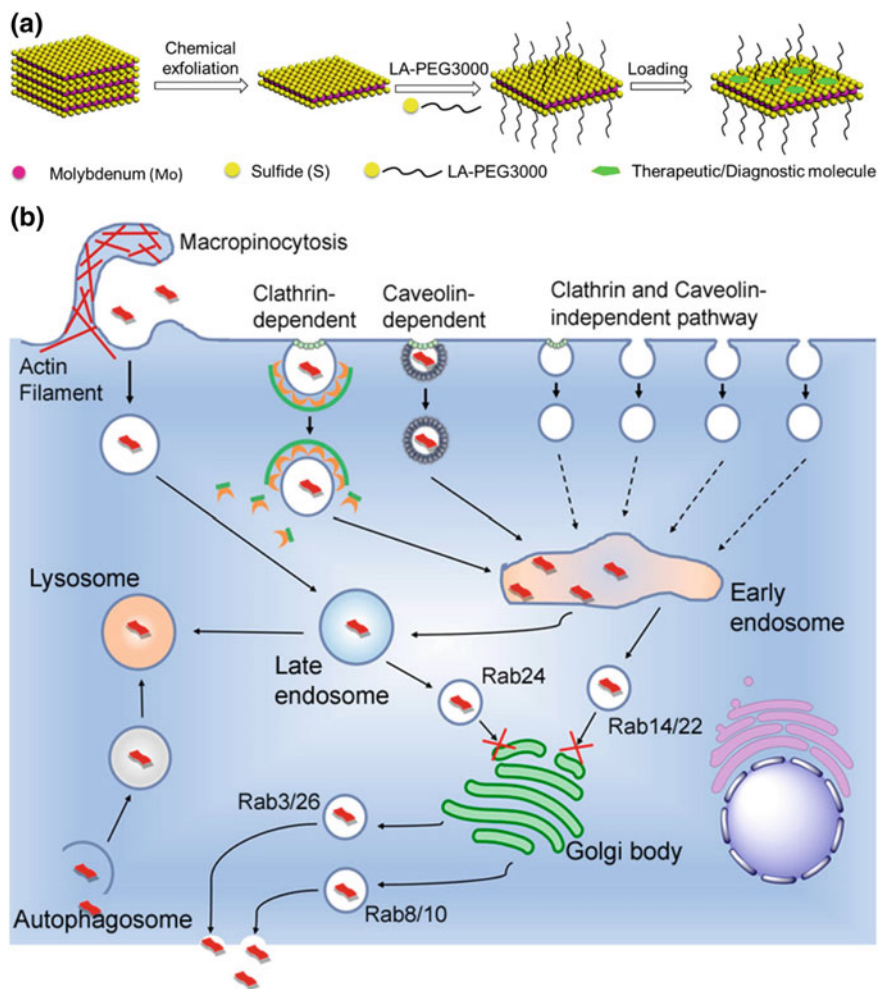 (a)
Chemical
exfoliation
LA-PEG3000
Loading
Molybdenum (Mo)
Sulfide (S)
LA-PEG3000
Therapeutic/Diagnostic molecule
(b)
Macropinocytosis
Clathrin-
dependent
Caveolin-
dependent
Clathrin and Caveolin-
independent pathway
Actin
Filament
Lysosome
Early
endosome
Late
endosome
Rab24
Rab14/22
Rab3/26
Golgi body
Rab8/10
Autophagosome